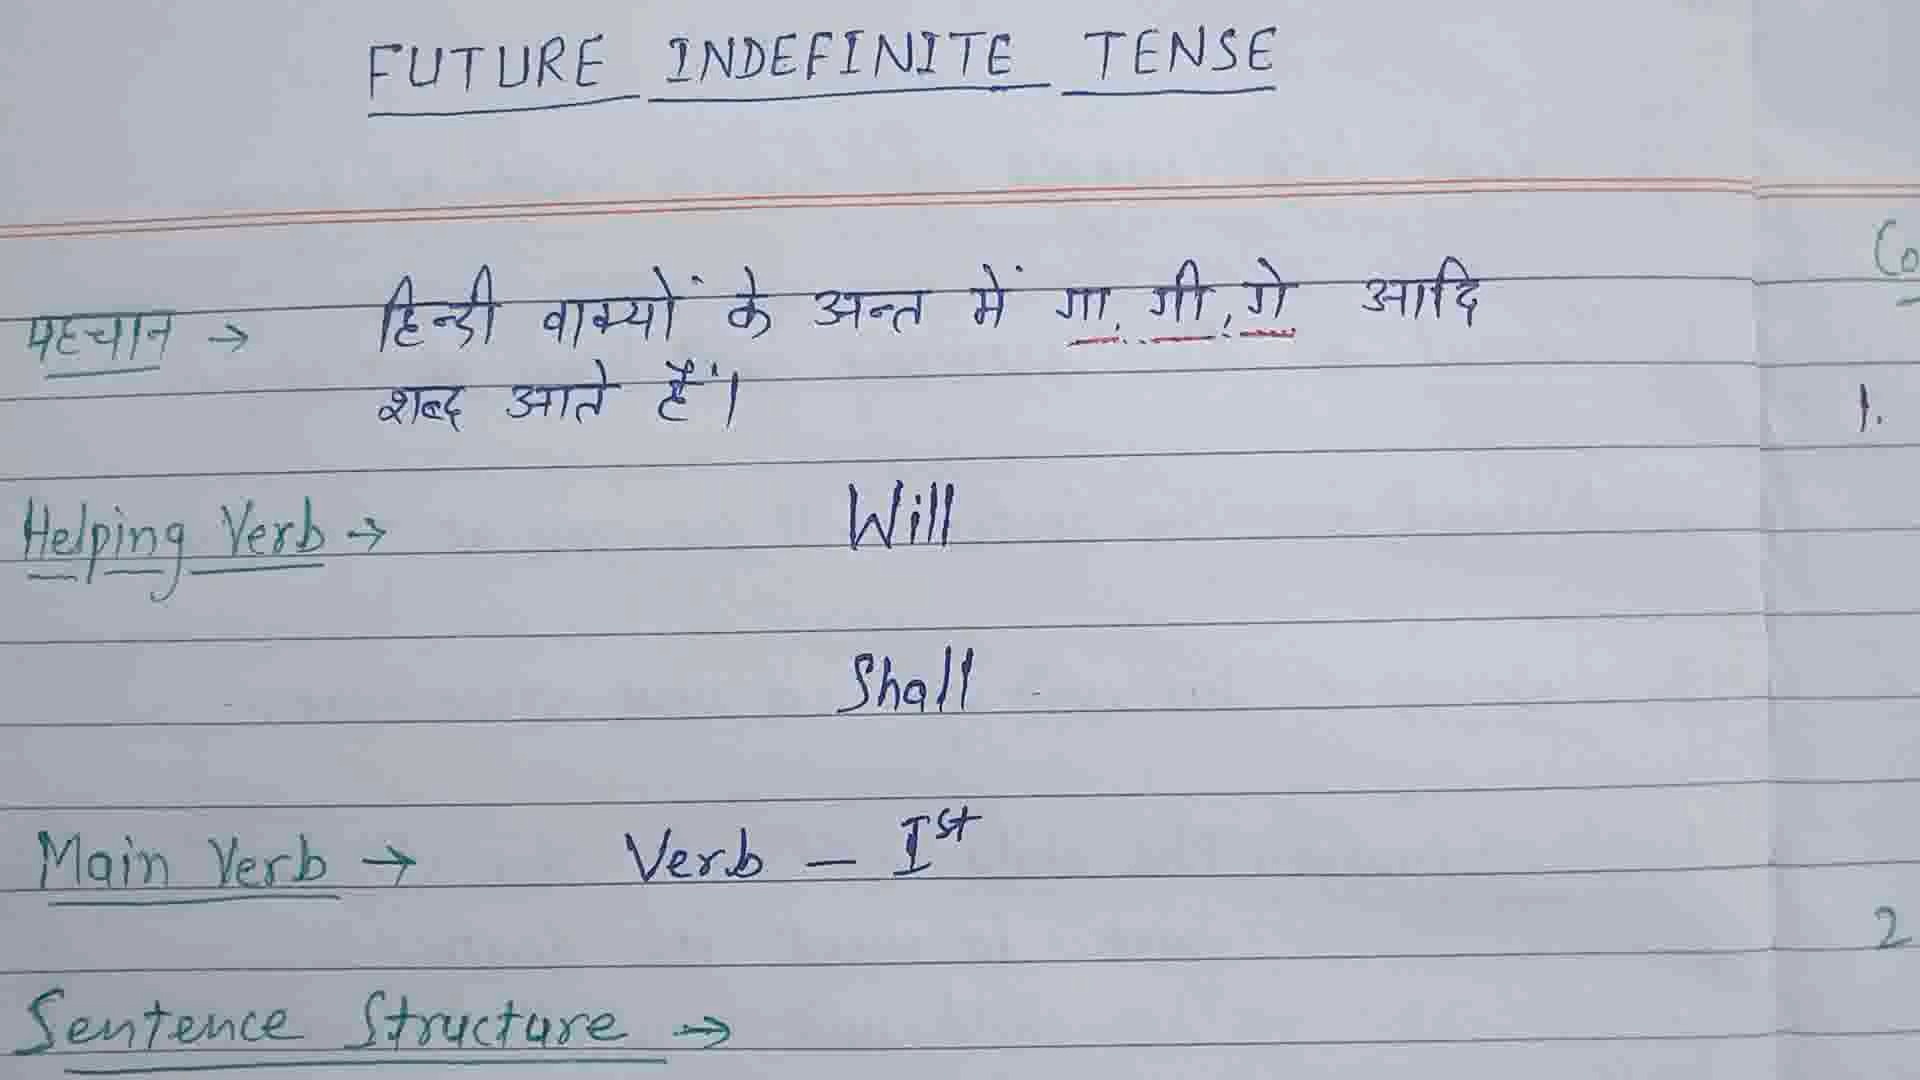 FUTURE INDEFINITE TENSE
पहचान → हिन्दी वाक्यों के अन्त में गा, गी, गे आदि
शब्द आते हैं।
Helping Verb → Will
Shall
Main Verb → Verb – Ist
Sentence Structure →
Co
1.
2